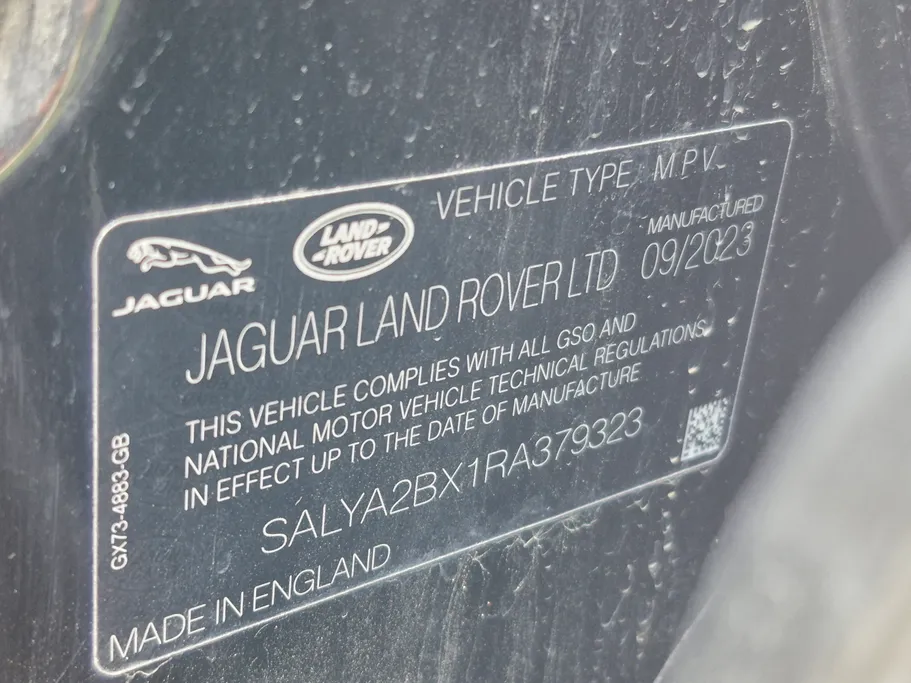 VEHICLE TYPE M.P.V.
JAGUAR
LAND-
-ROVER
MANUFACTURED
JAGUAR LAND ROVER LTD 09/2023
THIS VEHICLE COMPLIES WITH ALL GSO AND
NATIONAL MOTOR VEHICLE TECHNICAL REGULATIONS
IN EFFECT UP TO THE DATE OF MANUFACTURE
SALYA2BX1RA379323
GX73-4883-GB
MADE IN ENGLAND